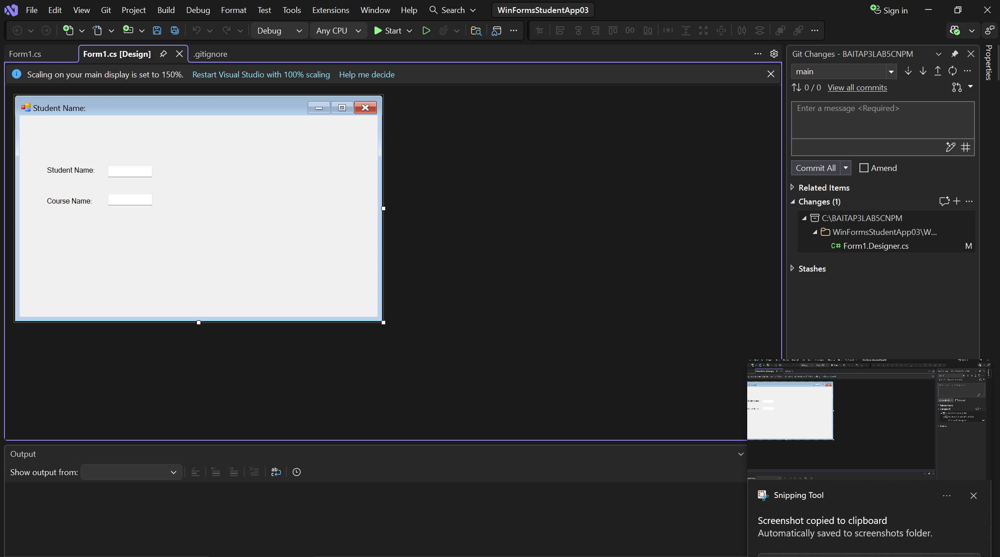 File Edit View Git Project Build Debug Format Test Tools Extensions Window Help Search WinFormsStudentApp03 Sign in
Debug Any CPU Start
Form1.cs Form1.cs [Design] .gitignore
Scaling on your main display is set to 150%. Restart Visual Studio with 100% scaling Help me decide
Student Name:
Student Name:
Course Name:
Git Changes - BAITAP3LAB5CNPM
main
0 / 0 View all commits
Enter a message <Required>
Commit All Amend
Related Items
Changes (1)
C:\BAITAP3LAB5CNPM
WinFormsStudentApp03\W...
C# Form1.Designer.cs M
Stashes
Properties
Output
Show output from:
Snipping Tool
Screenshot copied to clipboard
Automatically saved to screenshots folder.